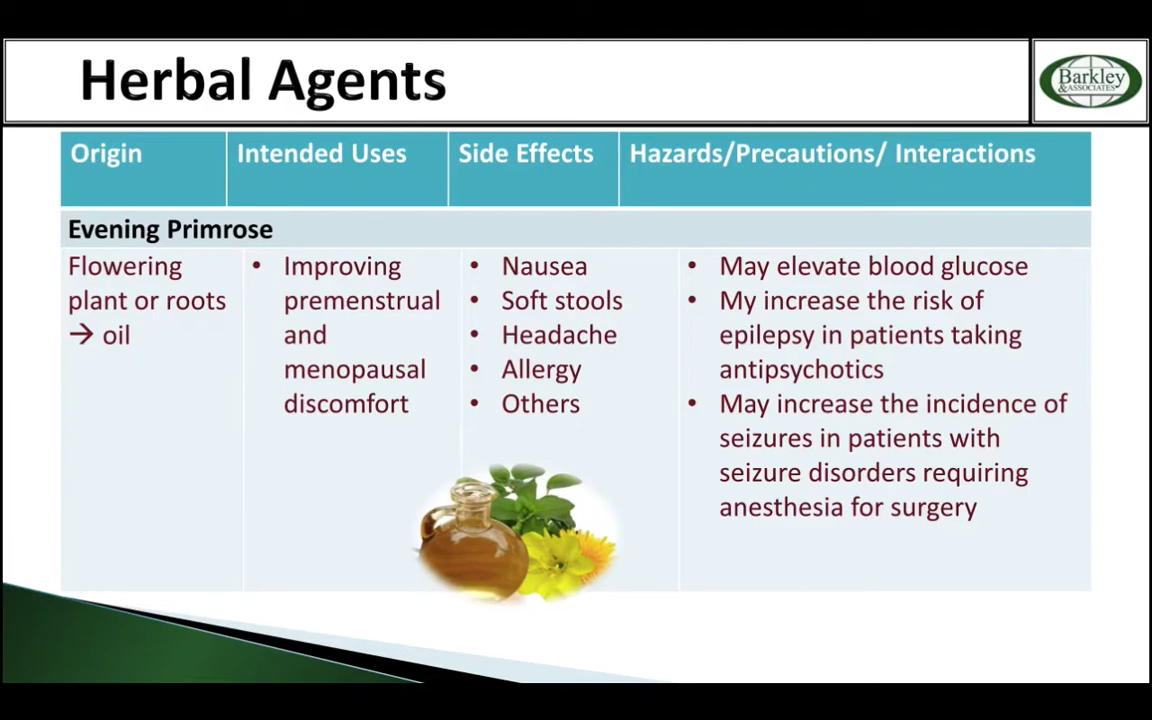 Herbal Agents
Barkley
&ASSOCIATES
Origin
Intended Uses
Side Effects
Hazards/Precautions/ Interactions
Evening Primrose
Flowering
plant or roots
→ oil
• Improving
premenstrual
and
menopausal
discomfort
• Nausea
• Soft stools
• Headache
• Allergy
• Others
• May elevate blood glucose
• My increase the risk of
epilepsy in patients taking
antipsychotics
• May increase the incidence of
seizures in patients with
seizure disorders requiring
anesthesia for surgery